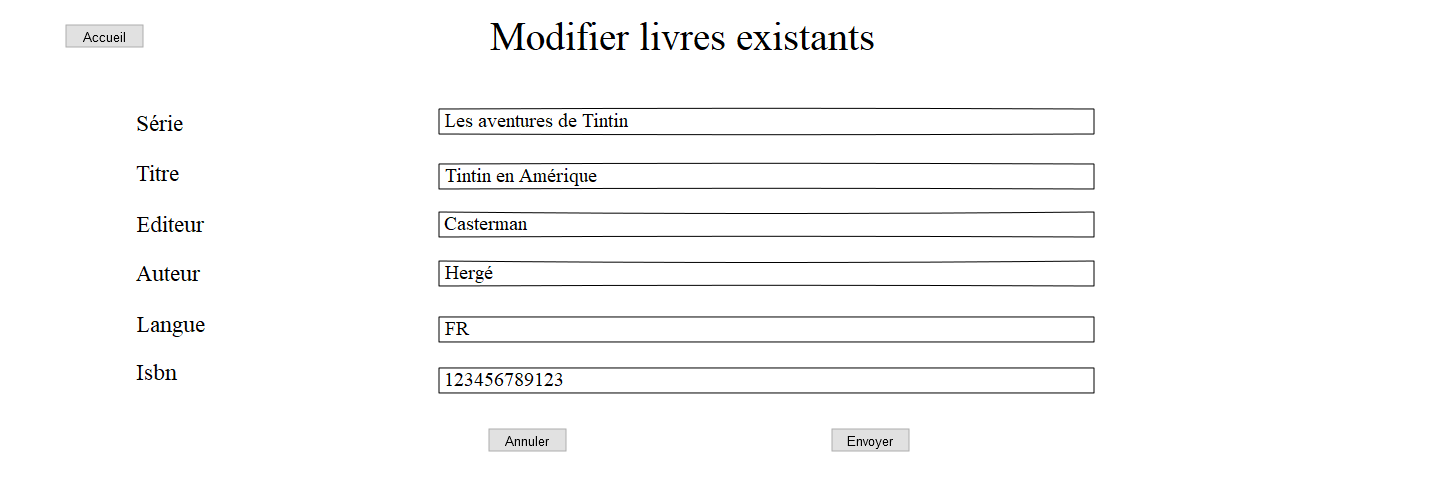 Accueil
Modifier livres existants
Série
Les aventures de Tintin
Titre
Tintin en Amérique
Editeur
Casterman
Auteur
Hergé
Langue
FR
Isbn
123456789123
Annuler
Envoyer